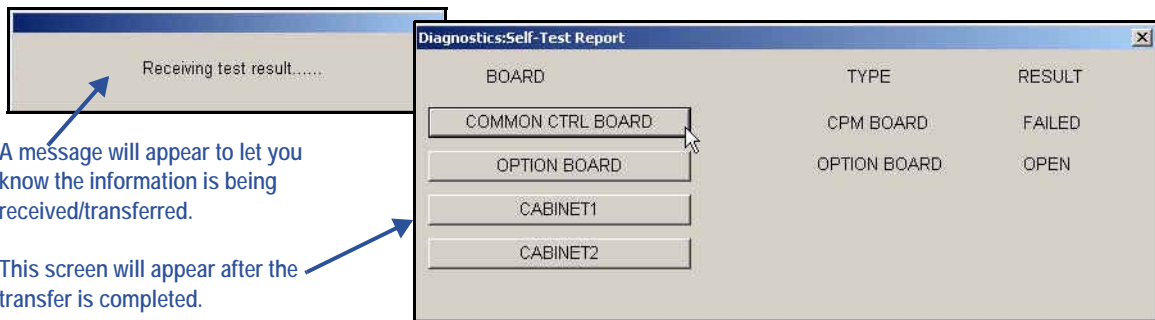 Receiving test result......
A message will appear to let you
know the information is being
received/transferred.
This screen will appear after the
transfer is completed.
Diagnostics:Self-Test Report
BOARD TYPE RESULT
COMMON CTRL BOARD CPM BOARD FAILED
OPTION BOARD OPTION BOARD OPEN
CABINET1
CABINET2